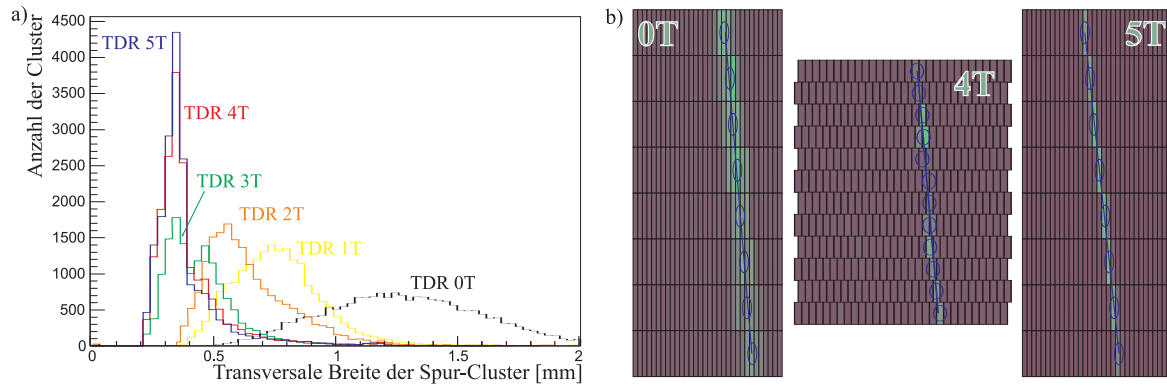 a)
Anzahl der Cluster
4500
4000
3500
3000
2500
2000
1500
1000
500
0
0
0.5
1
1.5
2
Transversale Breite der Spur-Cluster [mm]
TDR 5T
TDR 4T
TDR 3T
TDR 2T
TDR 1T
TDR 0T
b)
0T
4T
5T